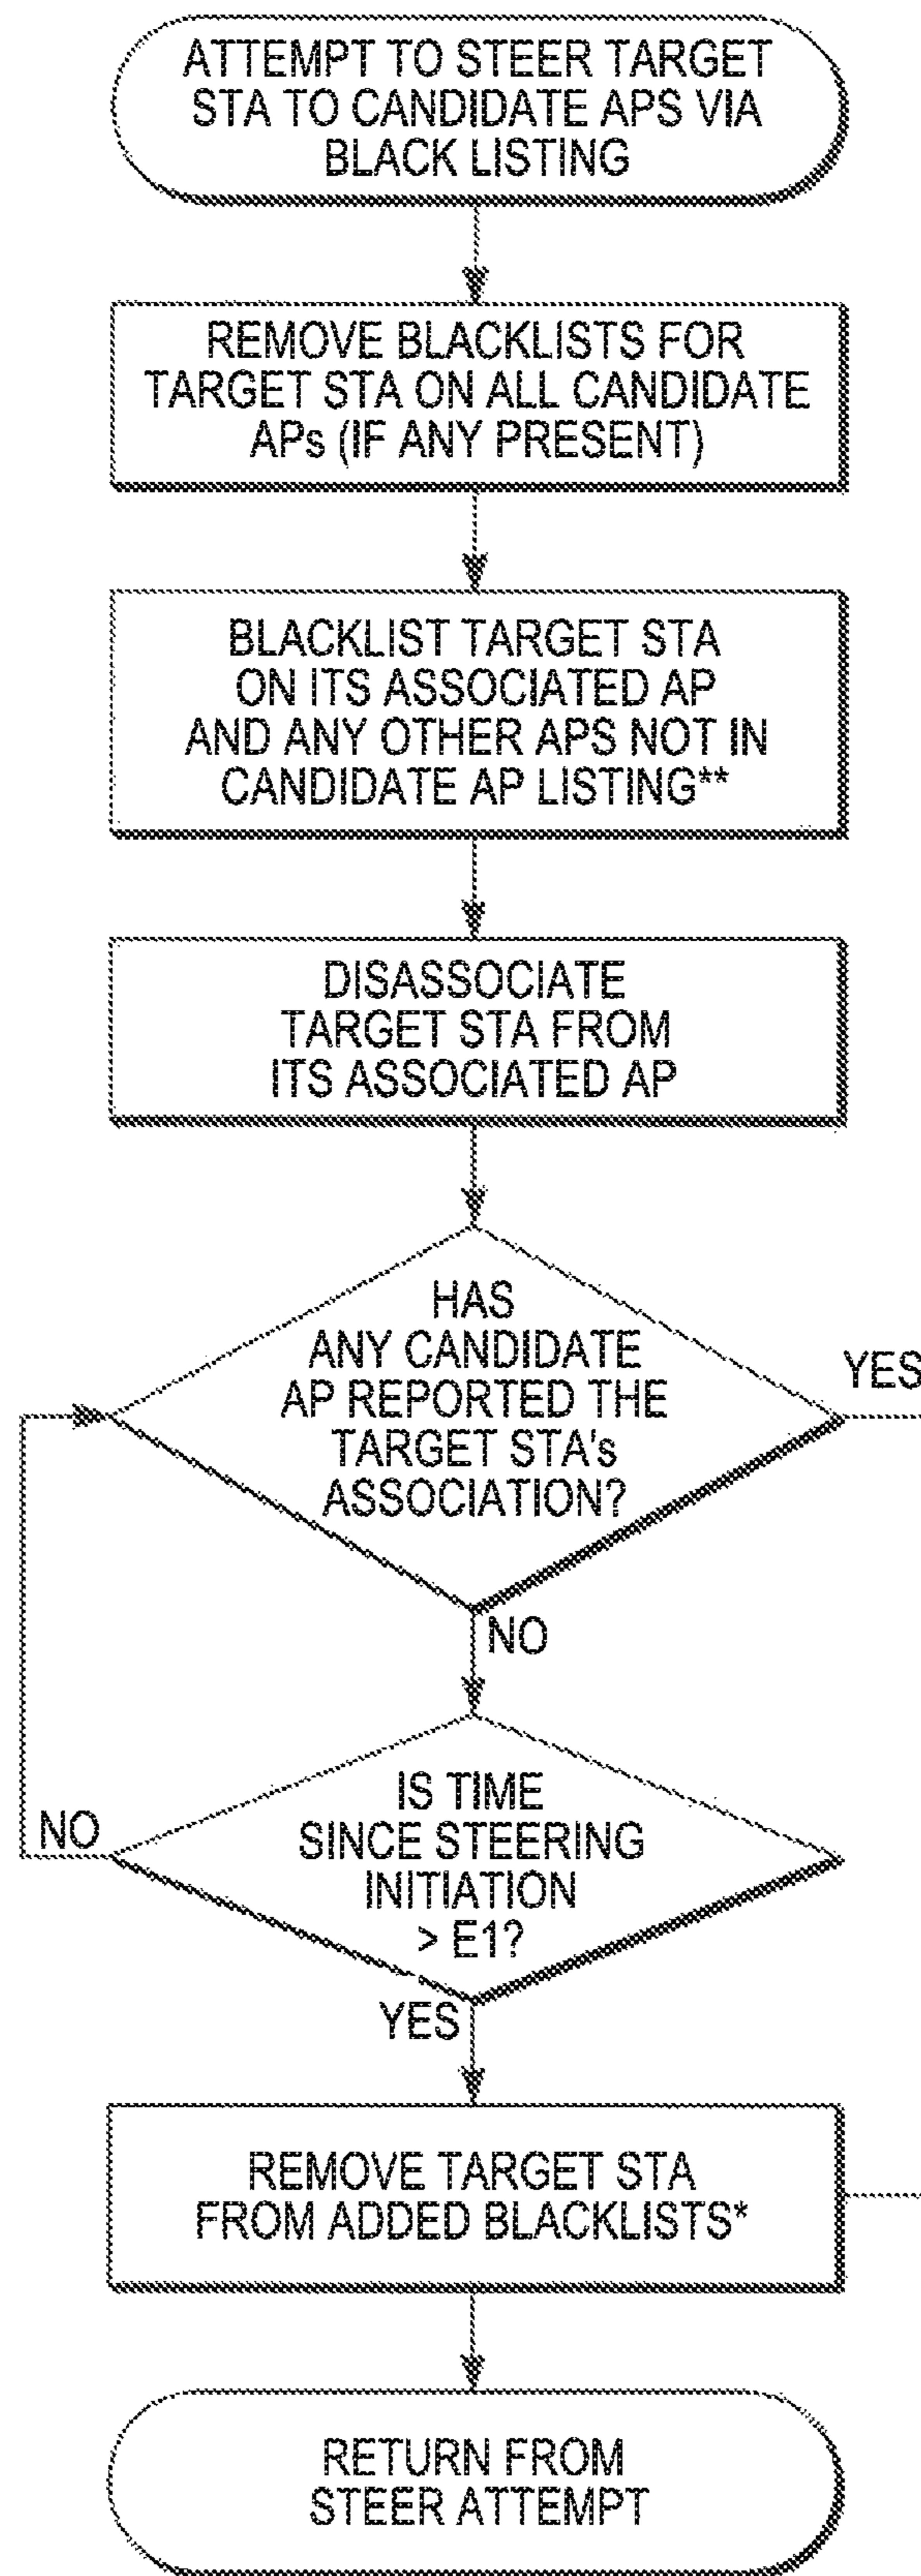 ATTEMPT TO STEER TARGET
STA TO CANDIDATE APS VIA
BLACK LISTING
REMOVE BLACKLISTS FOR
TARGET STA ON ALL CANDIDATE
APs (IF ANY PRESENT)
BLACKLIST TARGET STA
ON ITS ASSOCIATED AP
AND ANY OTHER APS NOT IN
CANDIDATE AP LISTING**
DISASSOCIATE
TARGET STA FROM
ITS ASSOCIATED AP
HAS
ANY CANDIDATE
AP REPORTED THE
TARGET STA's
ASSOCIATION?
YES
NO
IS TIME
SINCE STEERING
INITIATION
> E1?
NO
YES
REMOVE TARGET STA
FROM ADDED BLACKLISTS*
RETURN FROM
STEER ATTEMPT